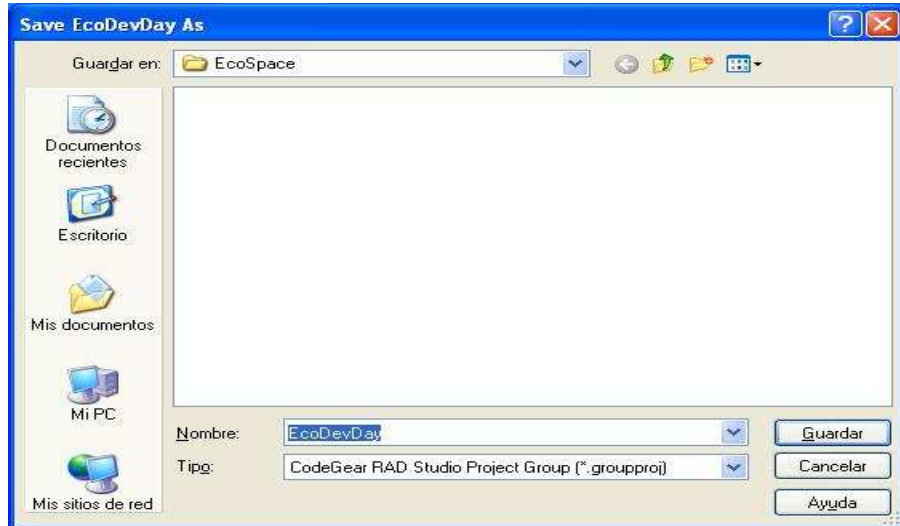 Save EcoDevDay As
Guardar en: EcoSpace
Documentos
recientes
Escritorio
Mis documentos
Mi PC
Mis sitios de red
Nombre: EcoDevDay Guardar
Tipo: CodeGear RAD Studio Project Group (*.groupproj) Cancelar
Ayuda